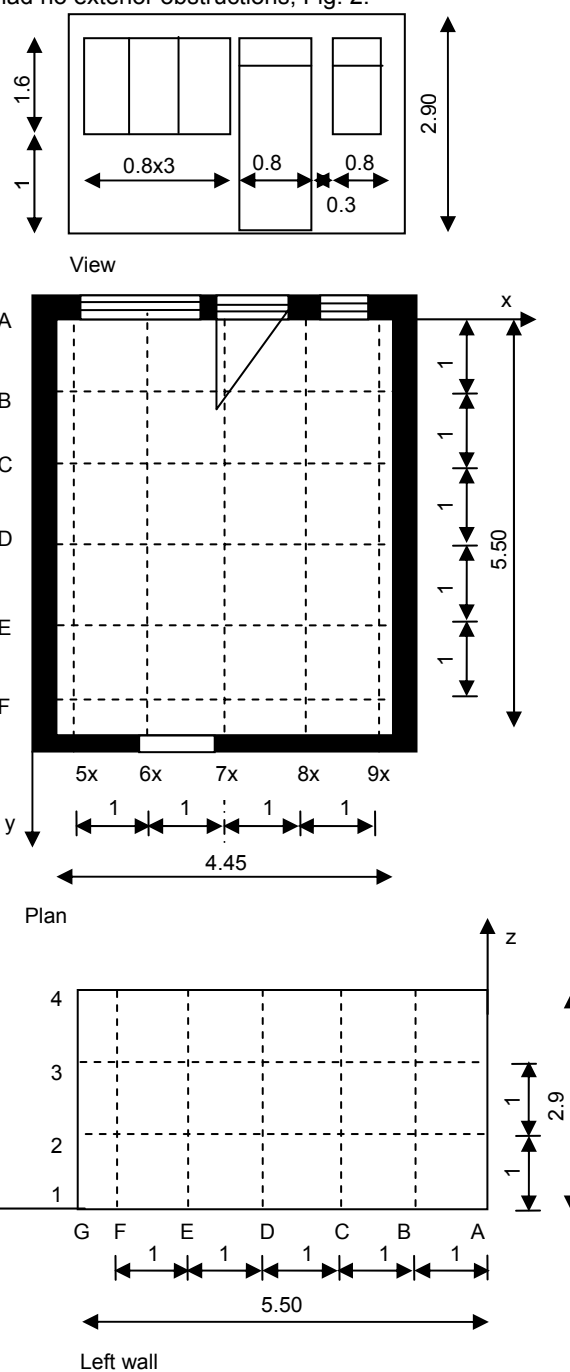 had no exterior obstructions, Fig. 2.
1.6
2.90
0.8x3
0.8
0.8
1
0.3
View
x
A
1
B
1
C
1
D
5.50
1
E
1
F
5x 6x 7x 8x 9x
1 1 1 1
y
4.45
Plan
z
4
3
1
2.9
2
1
1
G F E D C B A
1 1 1 1 1
5.50
Left wall